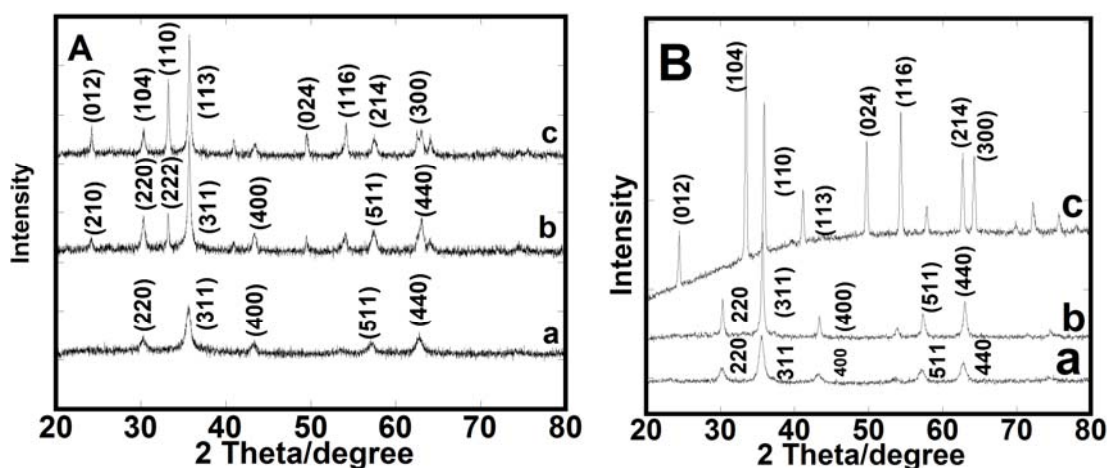 A
Intensity
(012)
(104)
(110)
(113)
(024)
(116)
(214)
(300)
c
(210)
(220)
(222)
(311)
(400)
(511)
(440)
b
(220)
(311)
(400)
(511)
(440)
a
20 30 40 50 60 70 80
2 Theta/degree
B
Intensity
(012)
(104)
(110)
(113)
(024)
(116)
(214)
(300)
c
220
(311)
(400)
(511)
(440)
b
220
311
400
511
440
a
20 30 40 50 60 70 80
2 Theta/degree